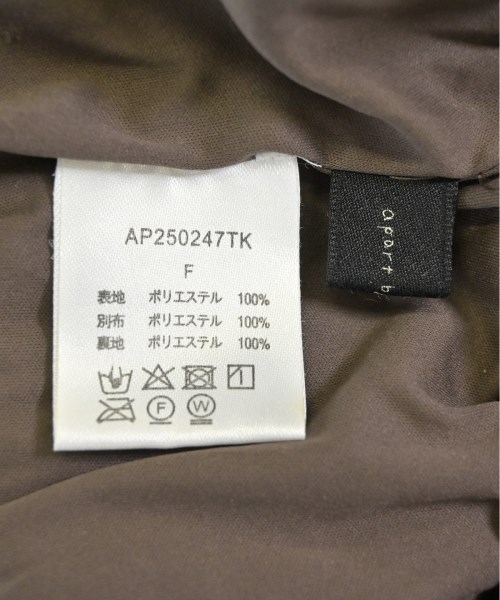 AP250247TK
F
表地 ポリエステル 100%
別布 ポリエステル 100%
裏地 ポリエステル 100%
F W
apart b